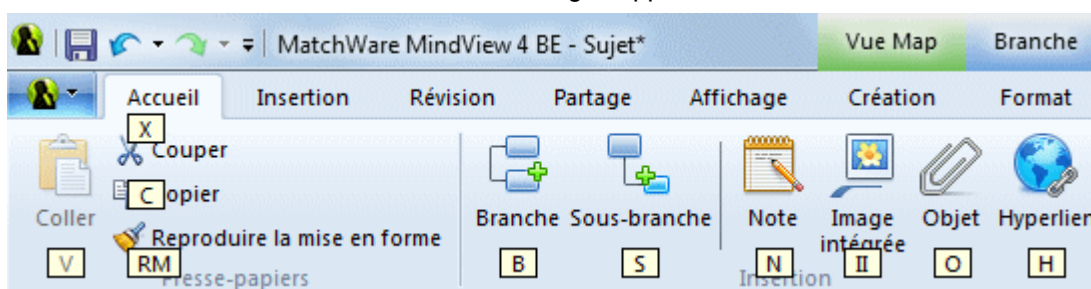 MatchWare MindView 4 BE - Sujet* Vue Map Branche
Accueil Insertion Révision Partage Affichage Création Format
X
Couper
C opier
Coller Branche Sous-branche Note Image intégrée Objet Hyperlien
Reproduire la mise en forme
V RM B S N II O H
Presse-papiers Insertion